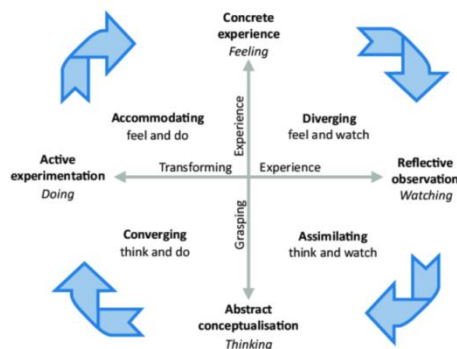 Concrete
experience
Feeling
Accommodating
feel and do
Experience
Diverging
feel and watch
Active
experimentation
Doing
Transforming
Experience
Reflective
observation
Watching
Converging
think and do
Grasping
Assimilating
think and watch
Abstract
conceptualisation
Thinking